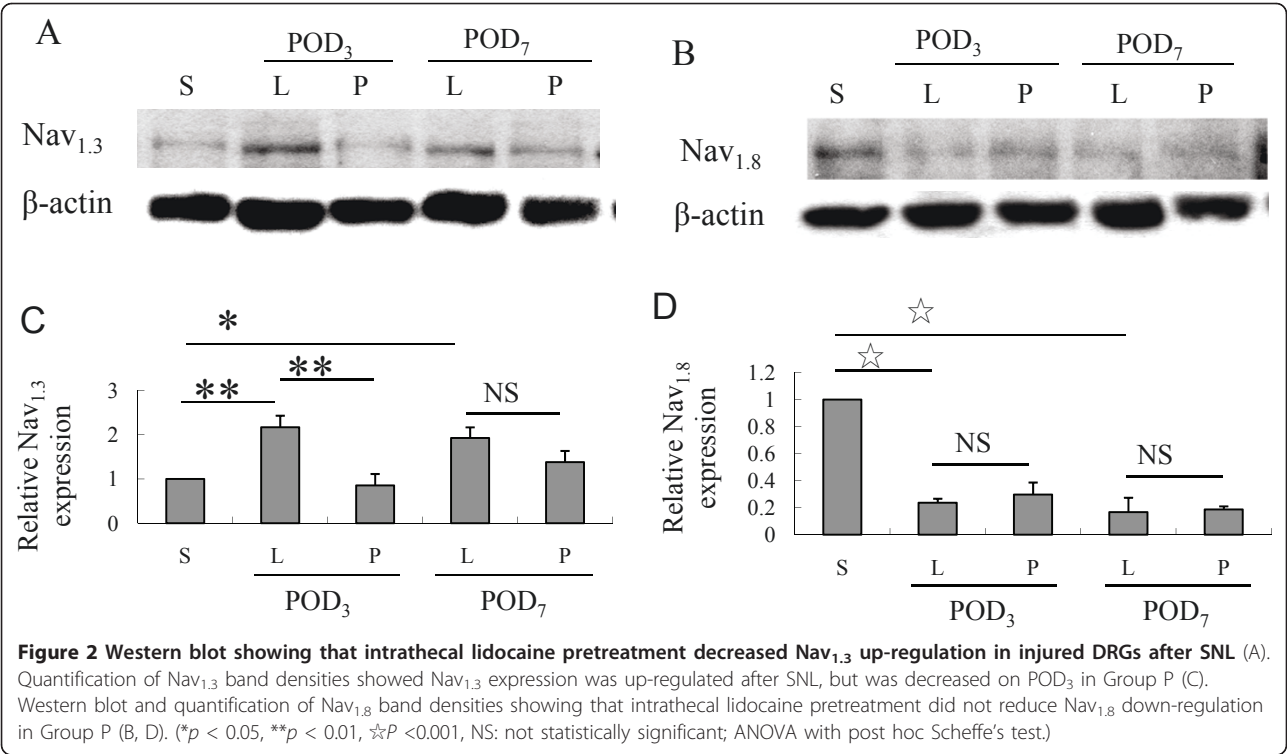 A
POD₃ POD₇
S L P L P
Nav₁.₃
β-actin
B
POD₃ POD₇
S L P L P
Nav₁.₈
β-actin
C
*
** ** NS
Relative Nav₁.₃
expression
3
2
1
0
S L P L P
POD₃ POD₇
D
☆
☆
NS NS
Relative Nav₁.₈
expression
1.2
1
0.8
0.6
0.4
0.2
0
S L P L P
POD₃ POD₇
Figure 2 Western blot showing that intrathecal lidocaine pretreatment decreased Nav₁.₃ up-regulation in injured DRGs after SNL (A).
Quantification of Nav₁.₃ band densities showed Nav₁.₃ expression was up-regulated after SNL, but was decreased on POD₃ in Group P (C).
Western blot and quantification of Nav₁.₈ band densities showing that intrathecal lidocaine pretreatment did not reduce Nav₁.₈ down-regulation
in Group P (B, D). (*p < 0.05, **p < 0.01, ☆P <0.001, NS: not statistically significant; ANOVA with post hoc Scheffe's test.)